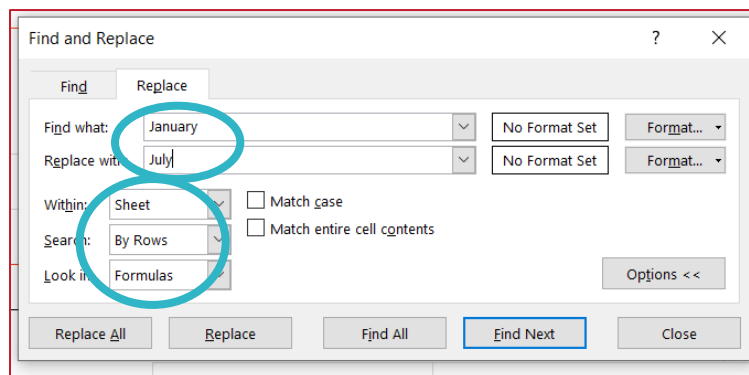 Find and Replace ?
Find Replace
Find what: January No Format Set Format...
Replace with: July No Format Set Format...
Within: Sheet Match case
Search: By Rows Match entire cell contents
Look in: Formulas
Options <<
Replace All Replace Find All Find Next Close